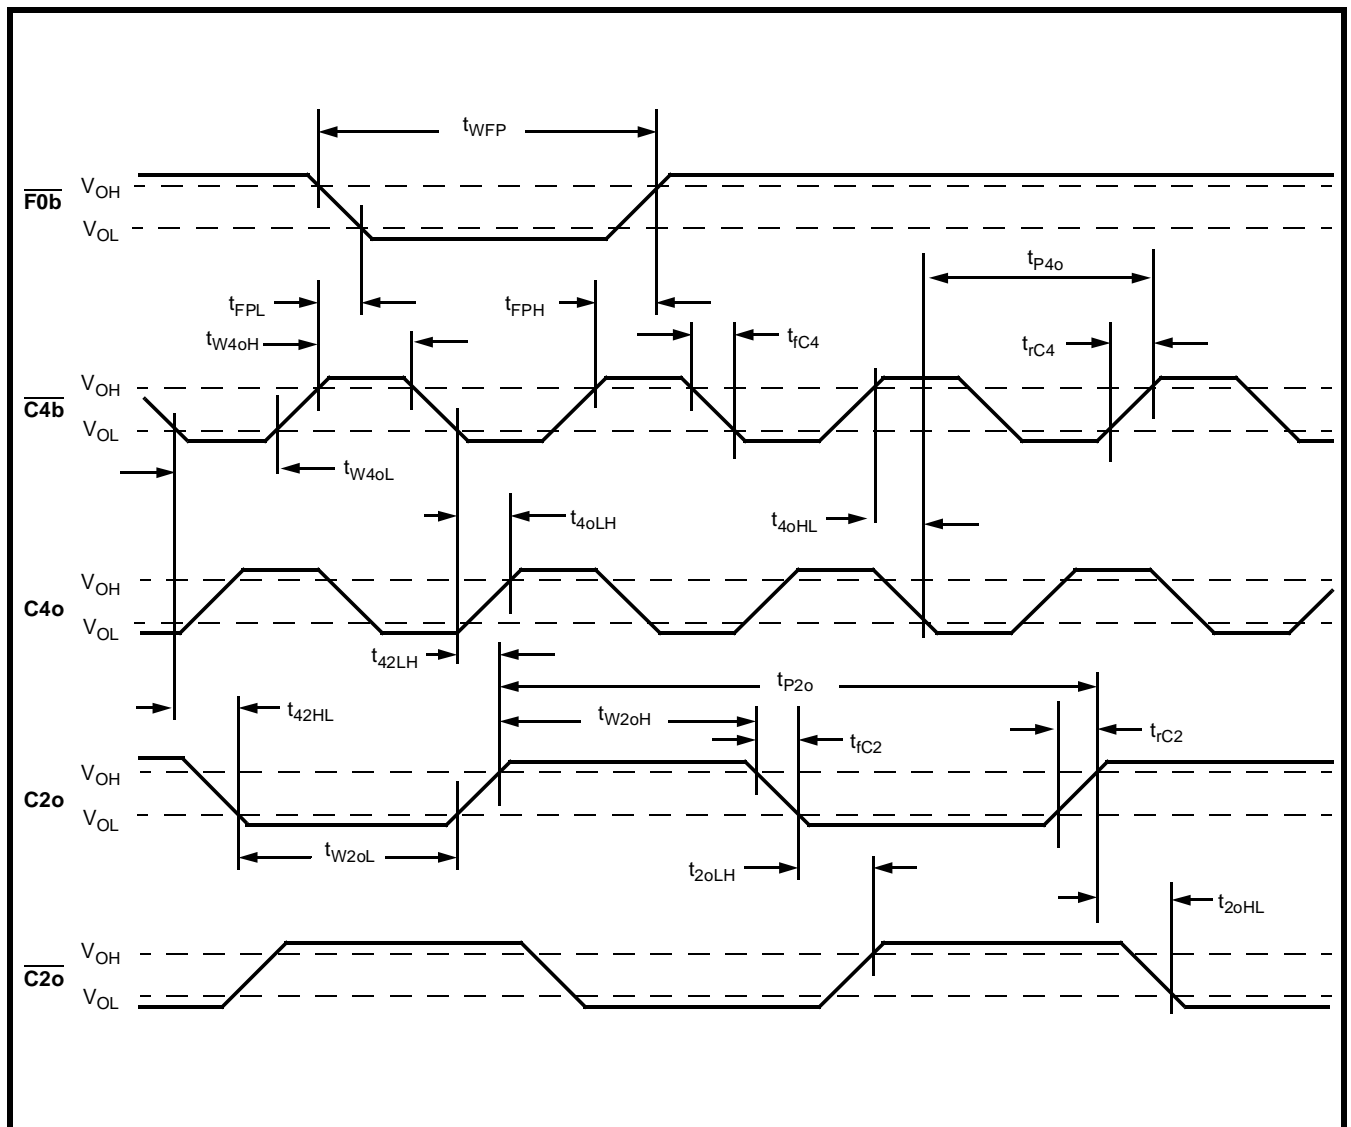 tWFP
VOH
F0b
VOL
tP4o
tFPL
tFPH
tW4oH
tfC4
trC4
VOH
C4b
VOL
tW4oL
t4oLH
t4oHL
VOH
C4o
VOL
t42LH
tP2o
t42HL
tW2oH
tfC2
trC2
VOH
C2o
VOL
tW2oL
t2oLH
t2oHL
VOH
C2o
VOL